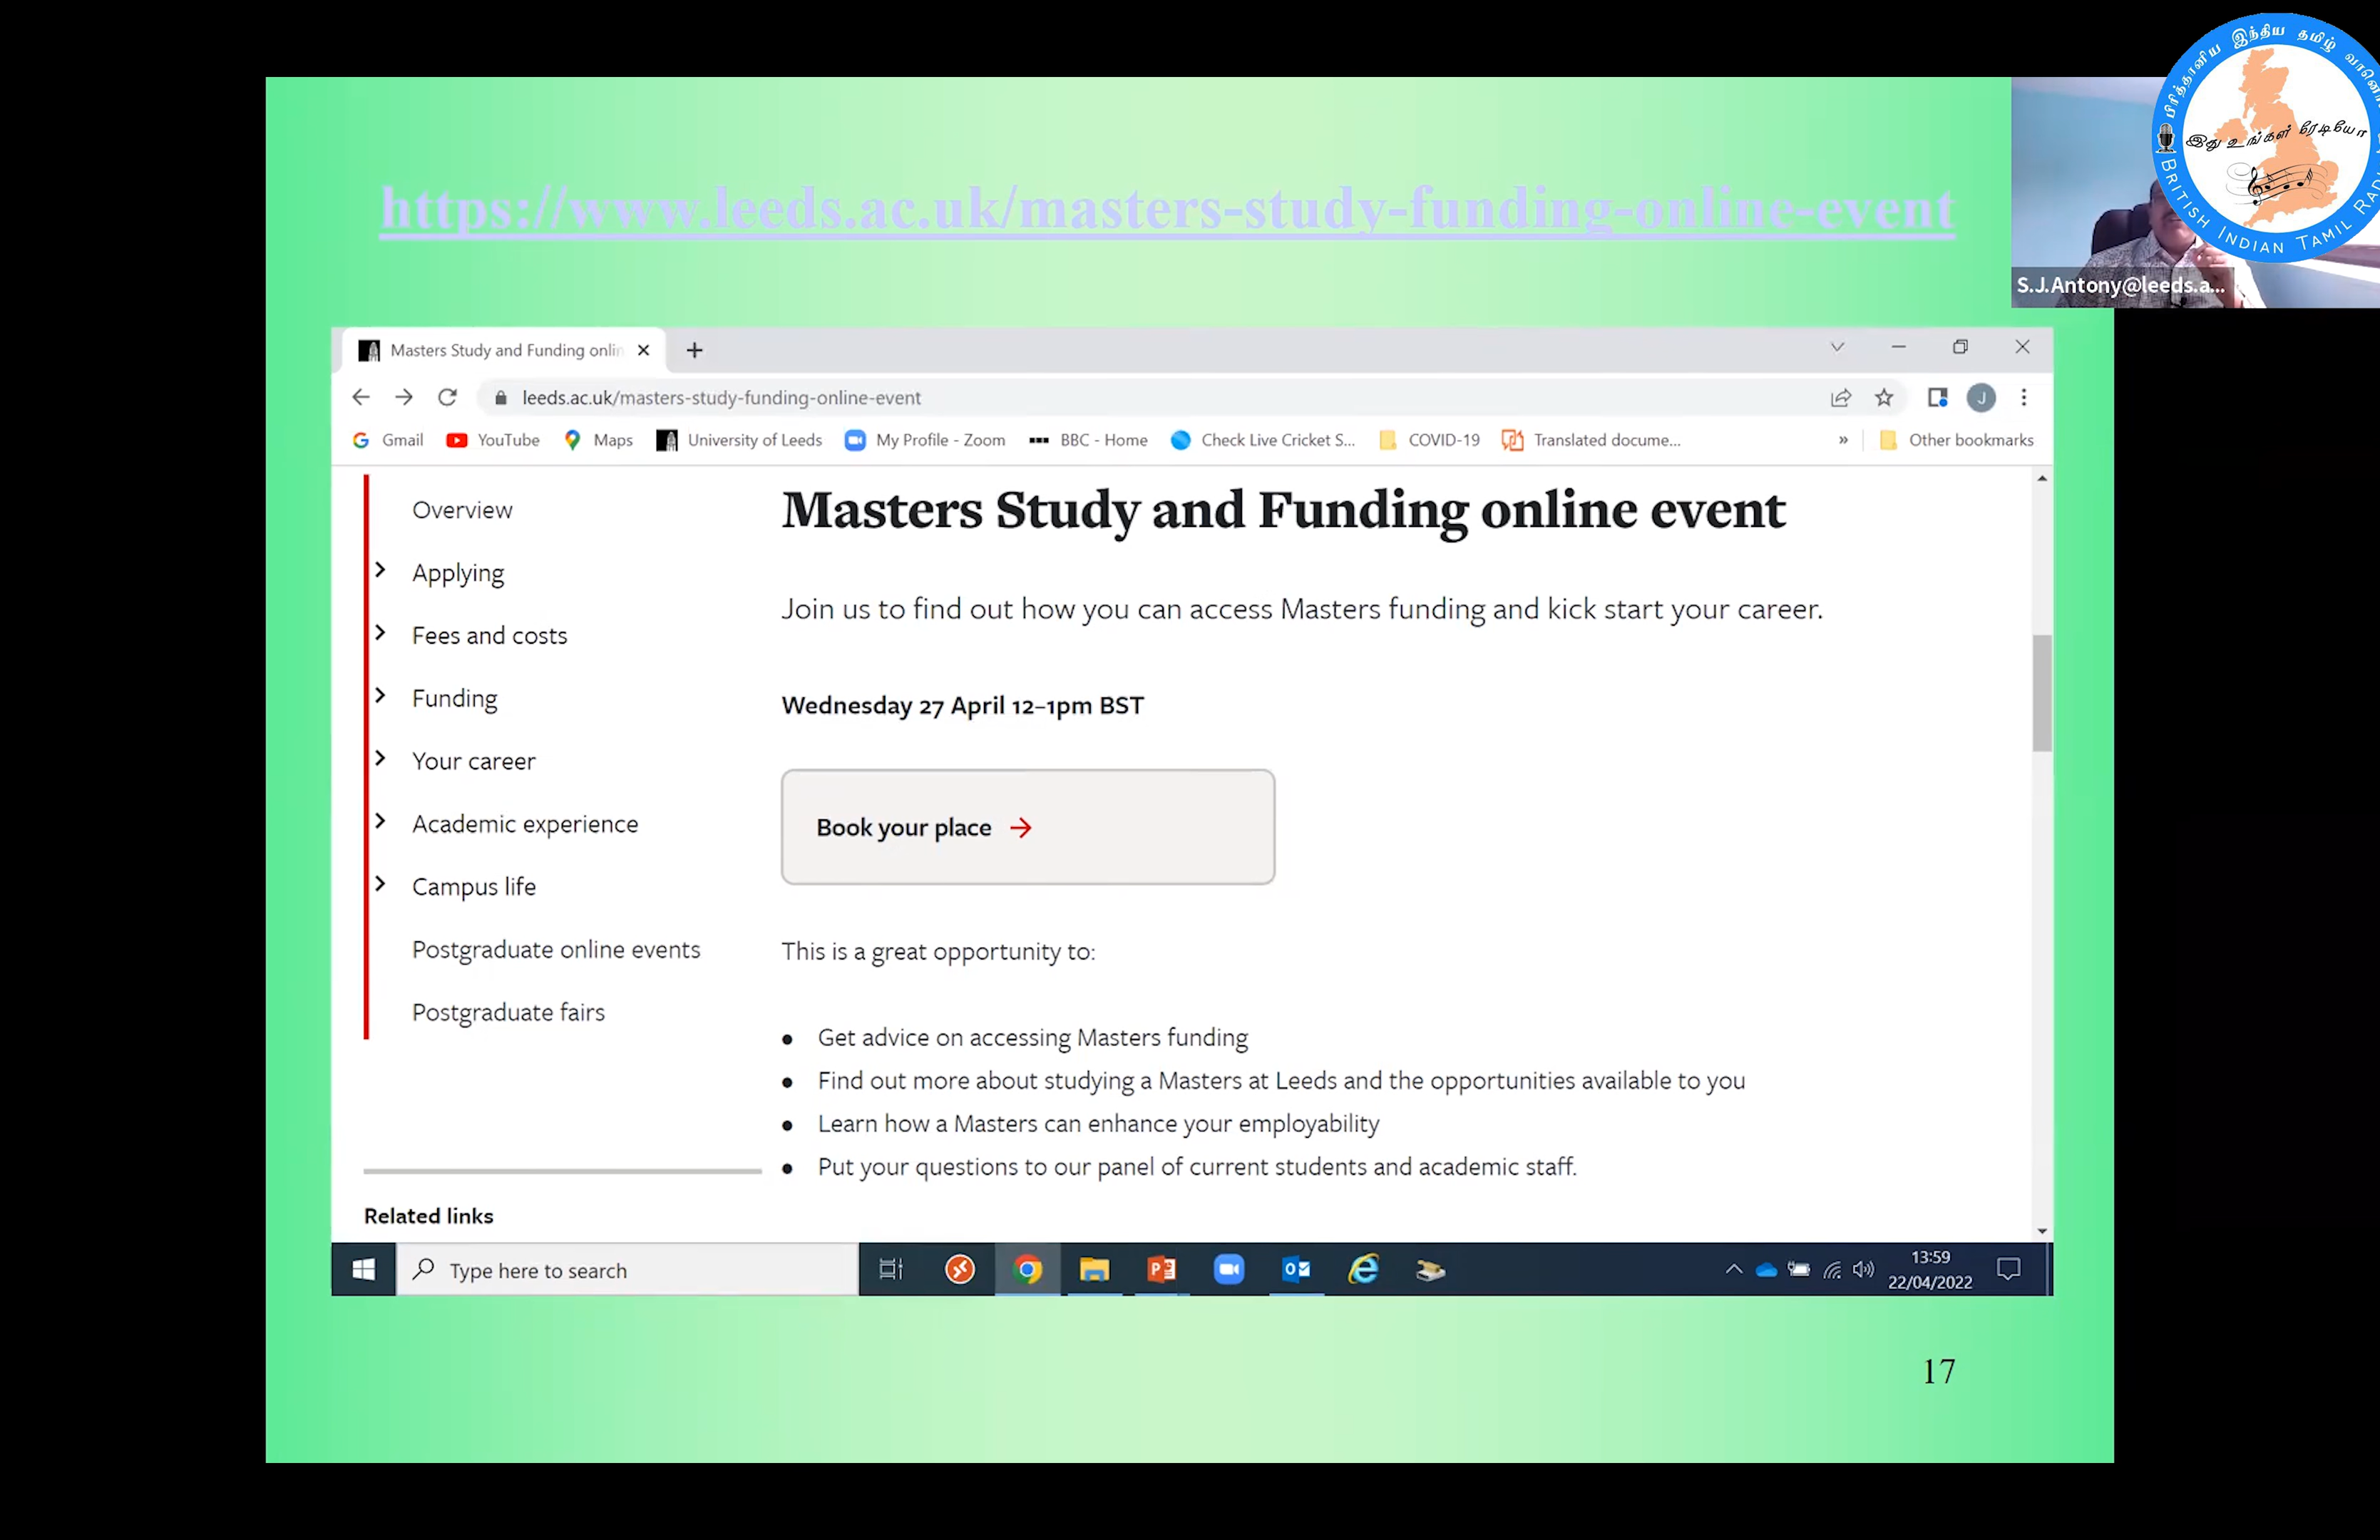 https://www.leeds.ac.uk/masters-study-funding-online-event
பிரித்தானிய இந்திய தமிழ்
இது உங்கள் ரேடியோ
BRITISH INDIAN TAMIL
S.J.Antony@leeds.a...
Masters Study and Funding onlin
leeds.ac.uk/masters-study-funding-online-event
J
Gmail YouTube Maps University of Leeds My Profile - Zoom BBC - Home Check Live Cricket S... COVID-19 Translated docume... » Other bookmarks
Overview
Applying
Fees and costs
Funding
Your career
Academic experience
Campus life
Postgraduate online events
Postgraduate fairs
Related links
Masters Study and Funding online event
Join us to find out how you can access Masters funding and kick start your career.
Wednesday 27 April 12–1pm BST
Book your place →
This is a great opportunity to:
• Get advice on accessing Masters funding
• Find out more about studying a Masters at Leeds and the opportunities available to you
• Learn how a Masters can enhance your employability
• Put your questions to our panel of current students and academic staff.
Type here to search
13:59
22/04/2022
17